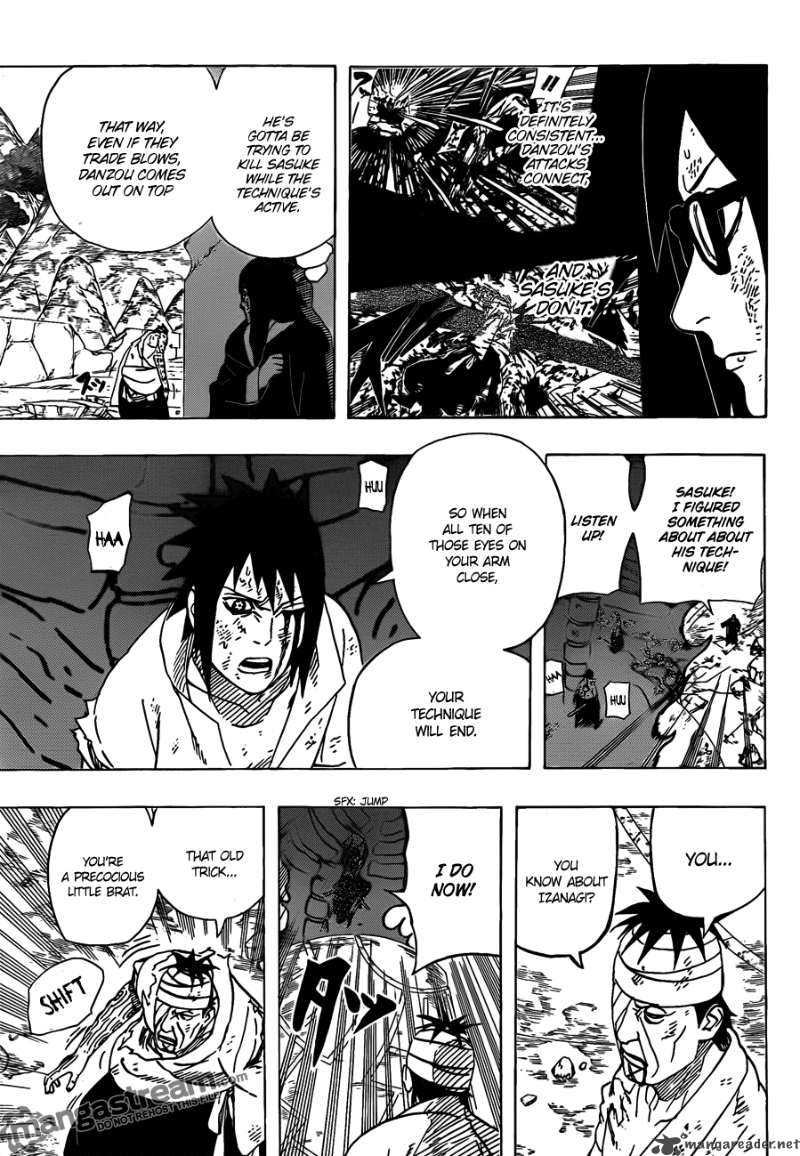 IT'S
DEFINITELY
CONSISTENT...
DANZOU'S
ATTACKS
CONNECT,
AND
SASUKE'S
DON'T.
HE'S
GOTTA BE
TRYING TO
KILL SASUKE
WHILE THE
TECHNIQUE'S
ACTIVE.
THAT WAY,
EVEN IF THEY
TRADE BLOWS,
DANZOU COMES
OUT ON TOP
SASUKE!
I FIGURED
SOMETHING
ABOUT ABOUT
HIS TECH-
NIQUE!
LISTEN
UP!
HAA
HUU
SO WHEN
ALL TEN OF
THOSE EYES ON
YOUR ARM
CLOSE,
YOUR
TECHNIQUE
WILL END.
HUU
HAA
YOU...
YOU
KNOW ABOUT
IZANAGI?
SFX: JUMP
I DO
NOW!
ダッ
THAT OLD
TRICK...
YOU'RE
A PRECOCIOUS
LITTLE BRAT.
SHIFT
mangastream.com
DO NOT REHOST THIS FILE
mangareader.net